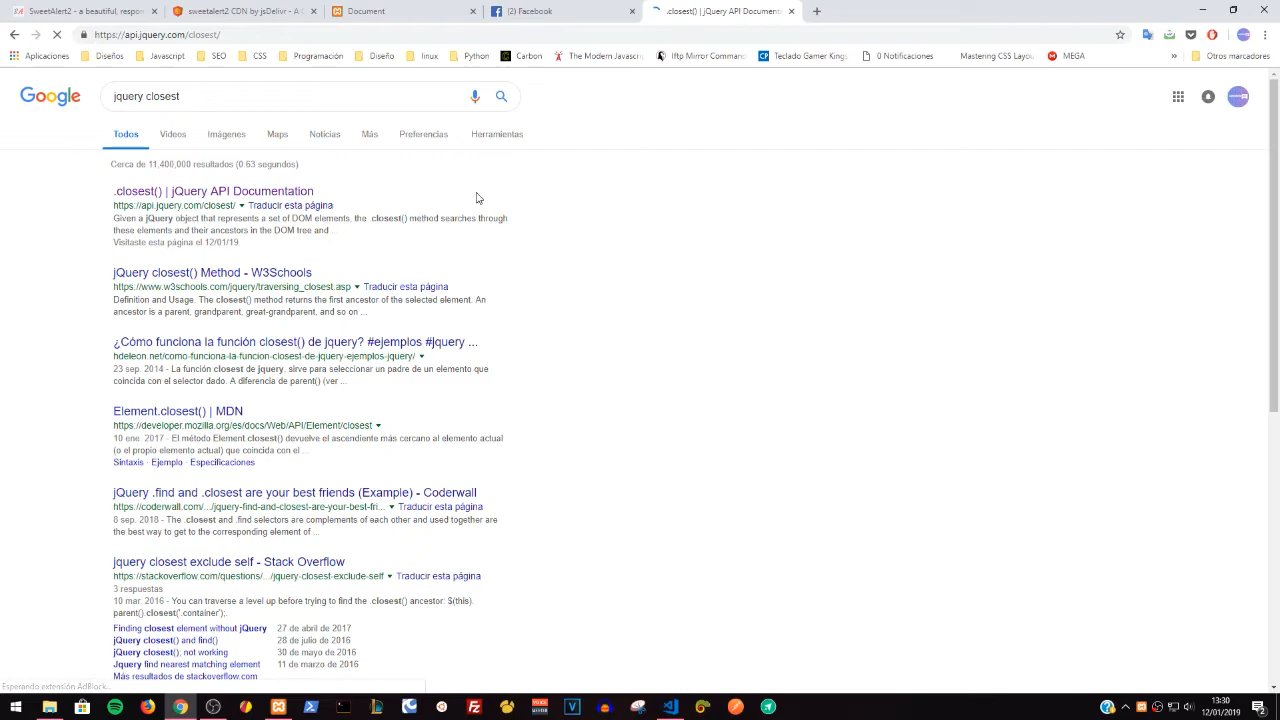 SweetAlert2 - a beautiful, respon
sweetalert2 CDN by jsDelivr - A C
Document
(2) Facebook
.closest() | jQuery API Documenta
https://api.jquery.com/closest/
Aplicaciones
Diseños
Javascript
SEO
CSS
Programación
Diseño
linux
Python
Carbon
The Modern Javascri
lftp Mirror Command
Teclado Gamer Kings
0 Notificaciones
Mastering CSS Layou
MEGA
»
Otros marcadores
Google
jquery closest
Todos
Videos
Imágenes
Maps
Noticias
Más
Preferencias
Herramientas
Cerca de 11,400,000 resultados (0.63 segundos)
.closest() | jQuery API Documentation
https://api.jquery.com/closest/ Traducir esta página
Given a jQuery object that represents a set of DOM elements, the .closest() method searches through
these elements and their ancestors in the DOM tree and ...
Visitaste esta página el 12/01/19.
jQuery closest() Method - W3Schools
https://www.w3schools.com/jquery/traversing_closest.asp Traducir esta página
Definition and Usage. The closest() method returns the first ancestor of the selected element. An
ancestor is a parent, grandparent, great-grandparent, and so on ...
¿Cómo funciona la función closest() de jquery? #ejemplos #jquery ...
hdeleon.net/como-funciona-la-funcion-closest-de-jquery-ejemplos-jquery/
23 sep. 2014 - La función closest de jquery, sirve para seleccionar un padre de un elemento que
coincida con el selector dado. A diferencia de parent() (ver ...
Element.closest() | MDN
https://developer.mozilla.org/es/docs/Web/API/Element/closest
10 ene. 2017 - El método Element.closest() devuelve el ascendiente más cercano al elemento actual
(o el propio elemento actual) que coincida con el ...
Sintaxis · Ejemplo · Especificaciones
jQuery .find and .closest are your best friends (Example) - Coderwall
https://coderwall.com/.../jquery-find-and-closest-are-your-best-fri... Traducir esta página
8 sep. 2018 - The .closest and .find selectors are complements of each other and used together are
the best way to get to the corresponding element of ...
jquery closest exclude self - Stack Overflow
https://stackoverflow.com/questions/.../jquery-closest-exclude-self Traducir esta página
3 respuestas
10 mar. 2016 - You can traverse a level up before trying to find the .closest() ancestor: $(this).
parent().closest('.container');.
Finding closest element without jQuery 27 de abril de 2017
jQuery closest() and find() 28 de julio de 2016
jQuery closest(); not working 30 de mayo de 2016
Jquery find nearest matching element 11 de marzo de 2016
Más resultados de stackoverflow.com
Esperando extensión AdBlock...
13:30
12/01/2019